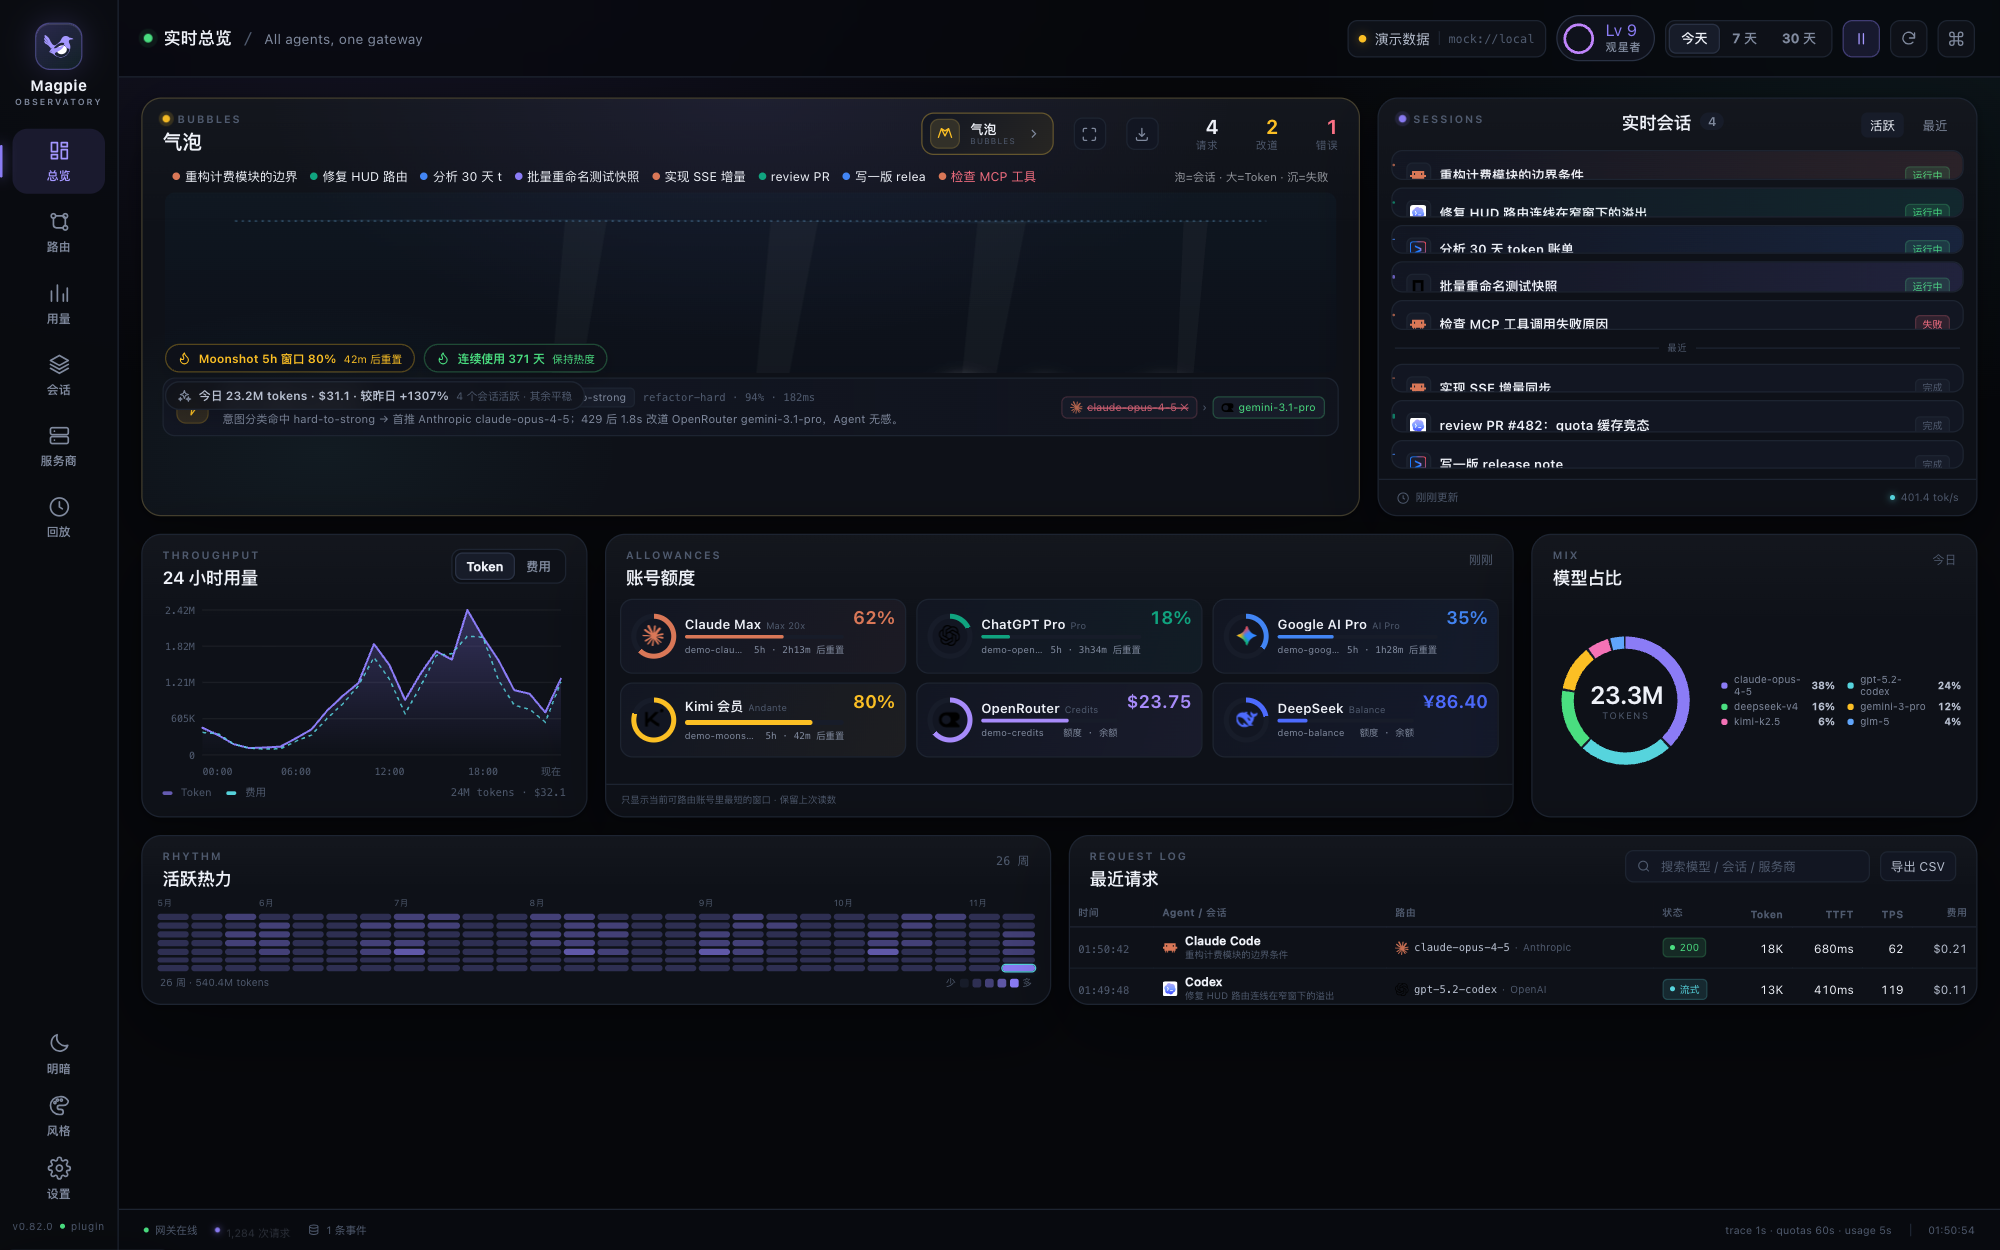 Magpie
OBSERVATORY
总览
路由
用量
会话
服务商
回放
明暗
风格
设置
v0.82.0 plugin
实时总览 / All agents, one gateway
演示数据 mock://local
Lv 9
观星者
今天 7 天 30 天
BUBBLES
气泡
气泡
BUBBLES
4 请求
2 改道
1 错误
重构计费模块的边界 修复 HUD 路由 分析 30 天 t 批量重命名测试快照 实现 SSE 增量 review PR 写一版 relea 检查 MCP 工具
泡=会话 · 大=Token · 沉=失败
Moonshot 5h 窗口 80% 42m 后重置
连续使用 371 天 保持热度
今日 23.2M tokens · $31.1 · 较昨日 +1307% 4 个会话活跃 · 其余平稳
-strong refactor-hard · 94% · 182ms
意图分类命中 hard-to-strong → 首推 Anthropic claude-opus-4-5；429 后 1.8s 改道 OpenRouter gemini-3.1-pro，Agent 无感。
claude-opus-4-5 ✕ › gemini-3.1-pro
SESSIONS
实时会话 4
活跃 最近
重构计费模块的边界条件 运行中
修复 HUD 路由连线在窄窗下的溢出 运行中
分析 30 天 token 账单 运行中
批量重命名测试快照 运行中
检查 MCP 工具调用失败原因 失败
最近
实现 SSE 增量同步 完成
review PR #482：quota 缓存竞态 完成
写一版 release note 完成
刚刚更新 401.4 tok/s
THROUGHPUT
24 小时用量
Token 费用
2.42M
1.82M
1.21M
605K
0
00:00 06:00 12:00 18:00 现在
Token 费用 24M tokens · $32.1
ALLOWANCES
账号额度
刚刚
Claude Max Max 20x 62%
demo-clau… 5h · 2h13m 后重置
ChatGPT Pro Pro 18%
demo-open… 5h · 3h34m 后重置
Google AI Pro AI Pro 35%
demo-goog… 5h · 1h28m 后重置
Kimi 会员 Andante 80%
demo-moons… 5h · 42m 后重置
OpenRouter Credits $23.75
demo-credits 额度 · 余额
DeepSeek Balance ¥86.40
demo-balance 额度 · 余额
只显示当前可路由账号里最短的窗口 · 保留上次读数
MIX
模型占比
今日
23.3M
TOKENS
claude-opus-4-5 38%
gpt-5.2-codex 24%
deepseek-v4 16%
gemini-3-pro 12%
kimi-k2.5 6%
glm-5 4%
RHYTHM
活跃热力
26 周
5月 6月 7月 8月 9月 10月 11月
26 周 · 540.4M tokens
少 多
REQUEST LOG
最近请求
搜索模型 / 会话 / 服务商
导出 CSV
时间 Agent / 会话 路由 状态 Token TTFT TPS 费用
01:50:42 Claude Code 重构计费模块的边界条件 claude-opus-4-5 · Anthropic 200 18K 680ms 62 $0.21
01:49:48 Codex 修复 HUD 路由连线在窄窗下的溢出 gpt-5.2-codex · OpenAI 流式 13K 410ms 119 $0.11
网关在线 1,284 次请求 1 条事件
trace 1s · quotas 60s · usage 5s 01:50:54